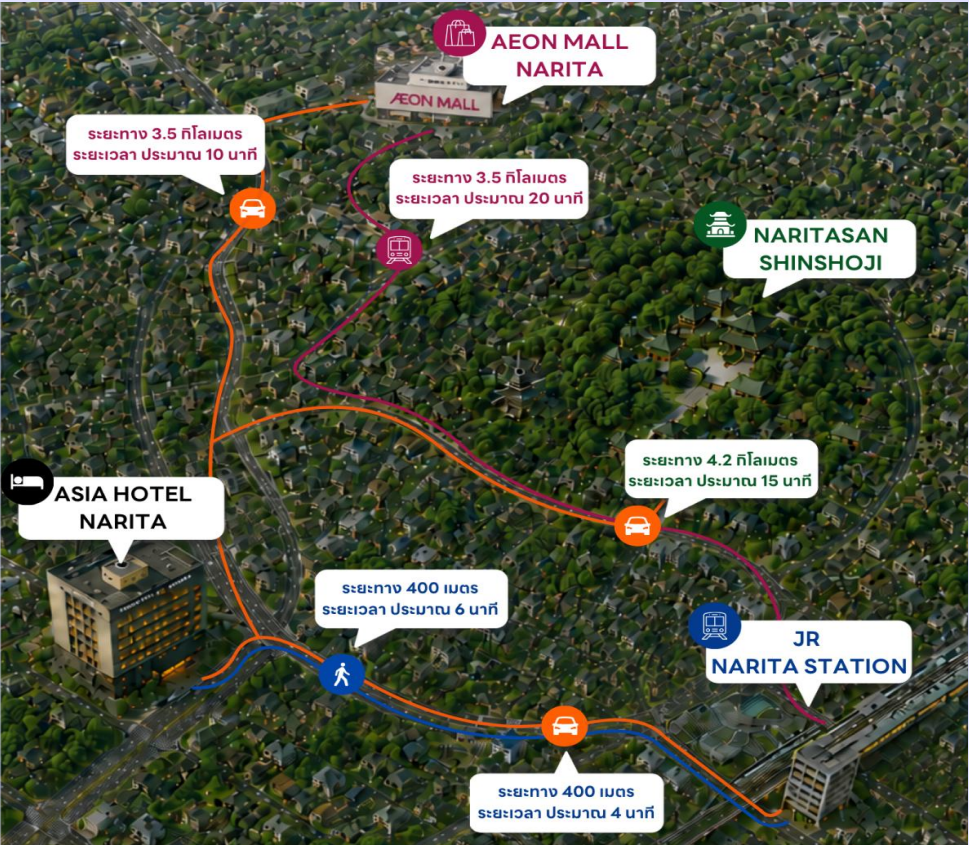 AEON MALL
NARITA
ÆON MALL
ระยะทาง 3.5 กิโลเมตร
ระยะเวลา ประมาณ 10 นาที
ระยะทาง 3.5 กิโลเมตร
ระยะเวลา ประมาณ 20 นาที
NARITASAN
SHINSHOJI
ระยะทาง 4.2 กิโลเมตร
ระยะเวลา ประมาณ 15 นาที
ASIA HOTEL
NARITA
ระยะทาง 400 เมตร
ระยะเวลา ประมาณ 6 นาที
JR
NARITA STATION
ระยะทาง 400 เมตร
ระยะเวลา ประมาณ 4 นาที